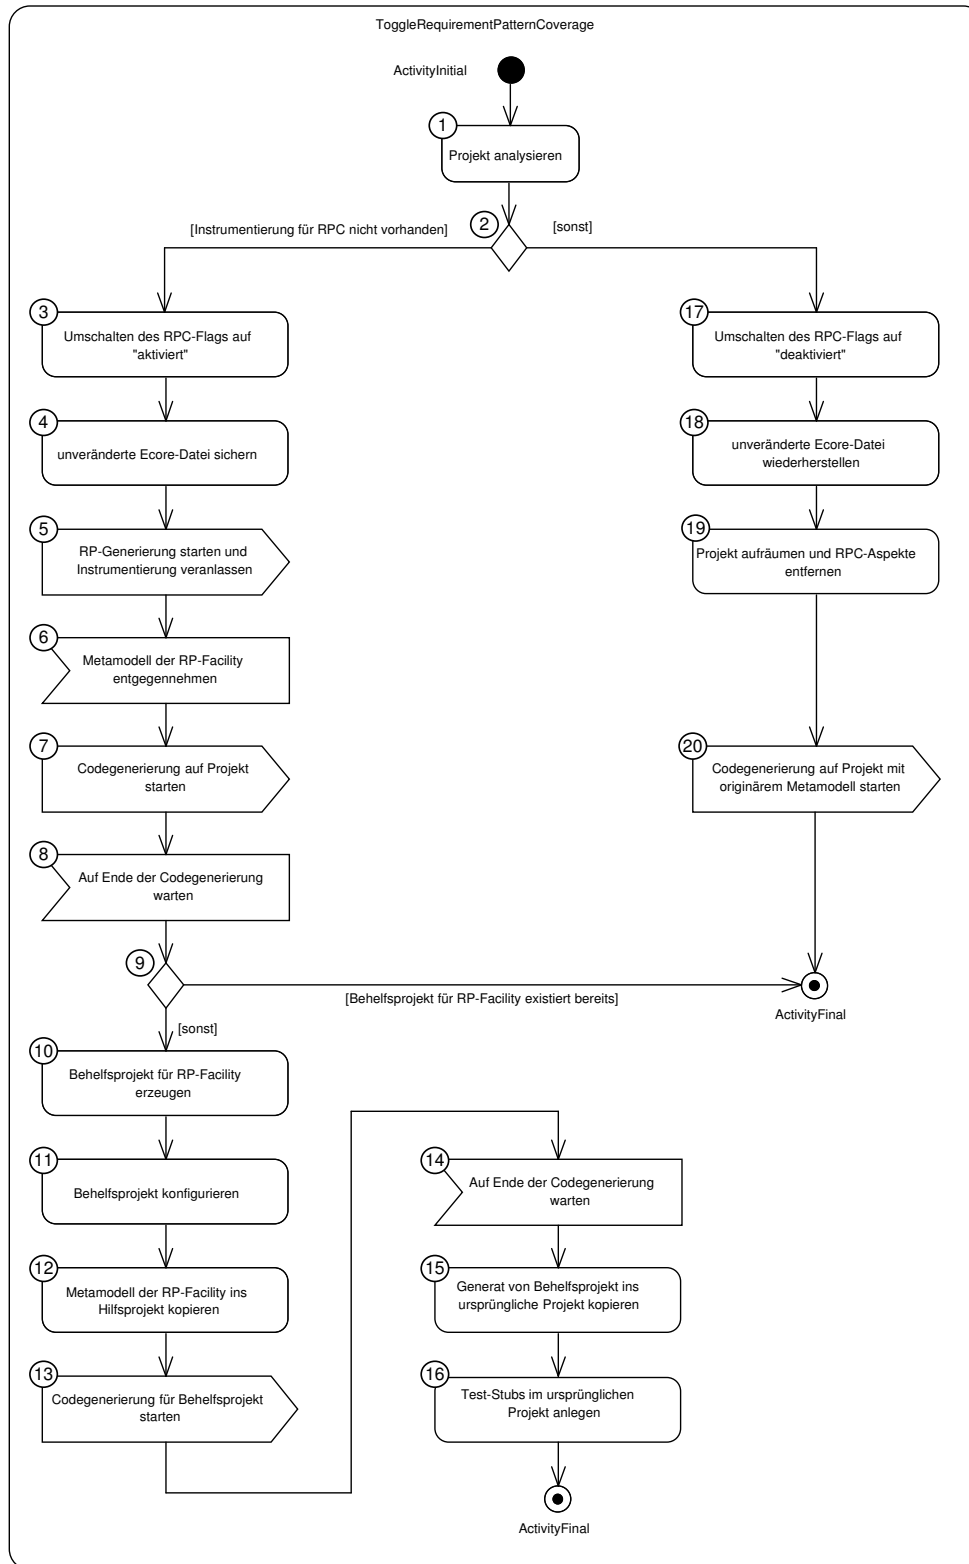 ToggleRequirementPatternCoverage
ActivityInitial
1
Projekt analysieren
2
[Instrumentierung für RPC nicht vorhanden]
[sonst]
3
Umschalten des RPC-Flags auf
"aktiviert"
17
Umschalten des RPC-Flags auf
"deaktiviert"
4
unveränderte Ecore-Datei sichern
18
unveränderte Ecore-Datei
wiederherstellen
5
RP-Generierung starten und
Instrumentierung veranlassen
19
Projekt aufräumen und RPC-Aspekte
entfernen
6
Metamodell der RP-Facility
entgegennehmen
7
Codegenerierung auf Projekt
starten
20
Codegenerierung auf Projekt mit
originärem Metamodell starten
8
Auf Ende der Codegenerierung
warten
9
[Behelfsprojekt für RP-Facility existiert bereits]
ActivityFinal
[sonst]
10
Behelfsprojekt für RP-Facility
erzeugen
11
Behelfsprojekt konfigurieren
12
Metamodell der RP-Facility ins
Hilfsprojekt kopieren
13
Codegenerierung für Behelfsprojekt
starten
14
Auf Ende der Codegenerierung
warten
15
Generat von Behelfsprojekt ins
ursprüngliche Projekt kopieren
16
Test-Stubs im ursprünglichen
Projekt anlegen
ActivityFinal